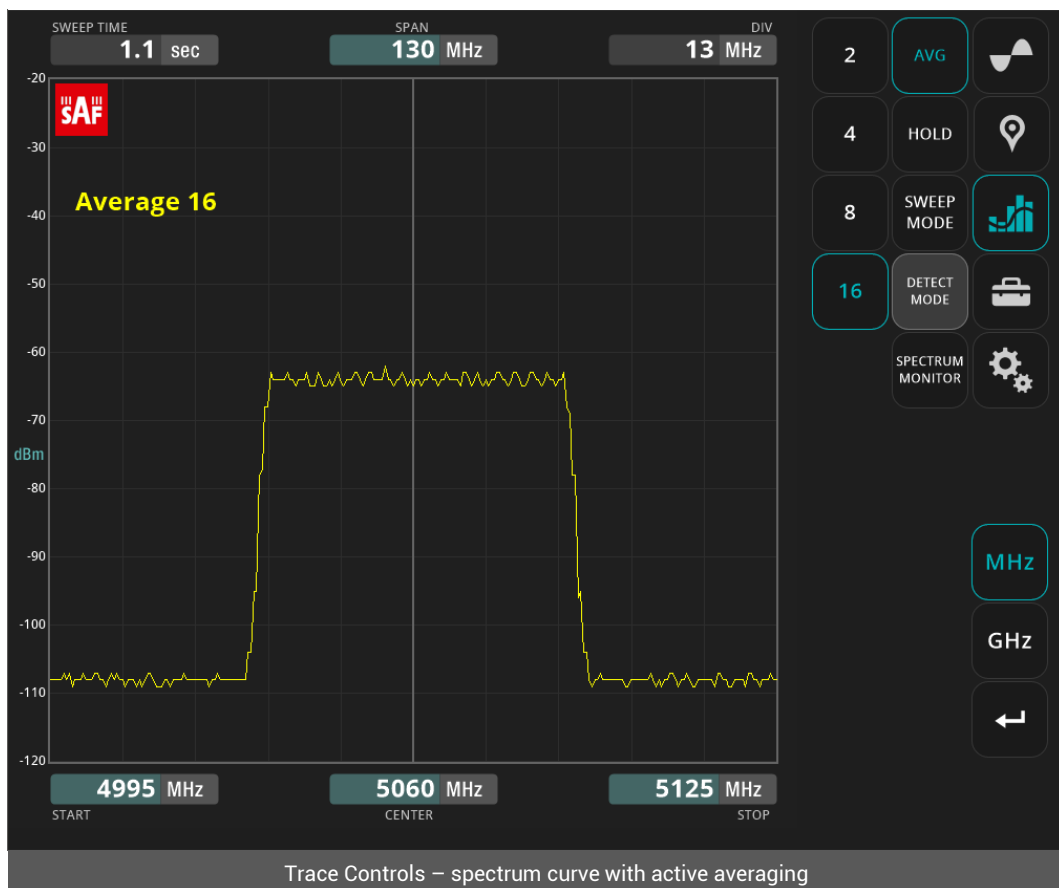 SWEEP TIME SPAN DIV
1.1 sec 130 MHz 13 MHz
2 AVG
-20
SAF
4 HOLD
-30
Average 16
-40
8 SWEEP
MODE
-50
16 DETECT
MODE
-60
SPECTRUM
MONITOR
-70
dBm
-80
-90
MHz
-100
GHz
-110
-120
4995 MHz 5060 MHz 5125 MHz
START CENTER STOP
Trace Controls – spectrum curve with active averaging